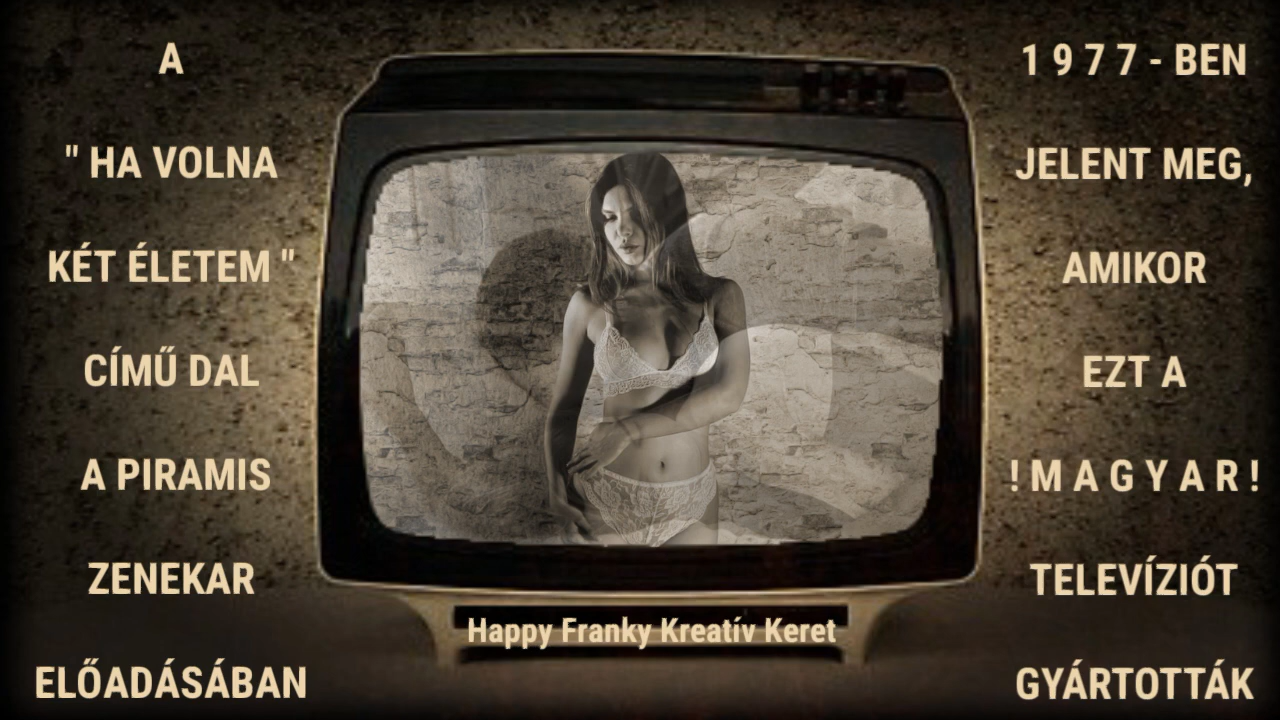 A
" HA VOLNA
KÉT ÉLETEM "
CÍMŰ DAL
A PIRAMIS
ZENEKAR
ELŐADÁSÁBAN
1 9 7 7 - BEN
JELENT MEG,
AMIKOR
EZT A
! M A G Y A R !
TELEVÍZIÓT
GYÁRTOTTÁK
Happy Franky Kreatív Keret